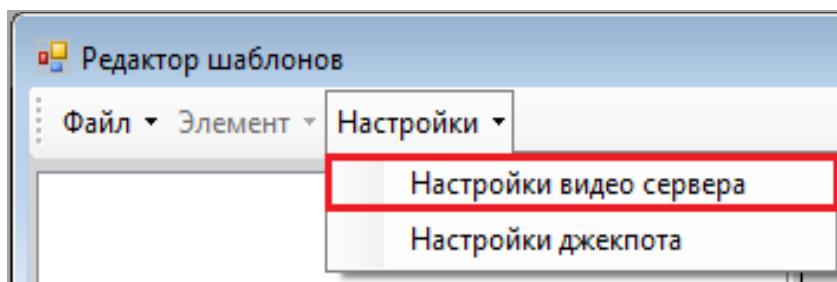 Редактор шаблонов
Файл Элемент Настройки
Настройки видео сервера
Настройки джекпота